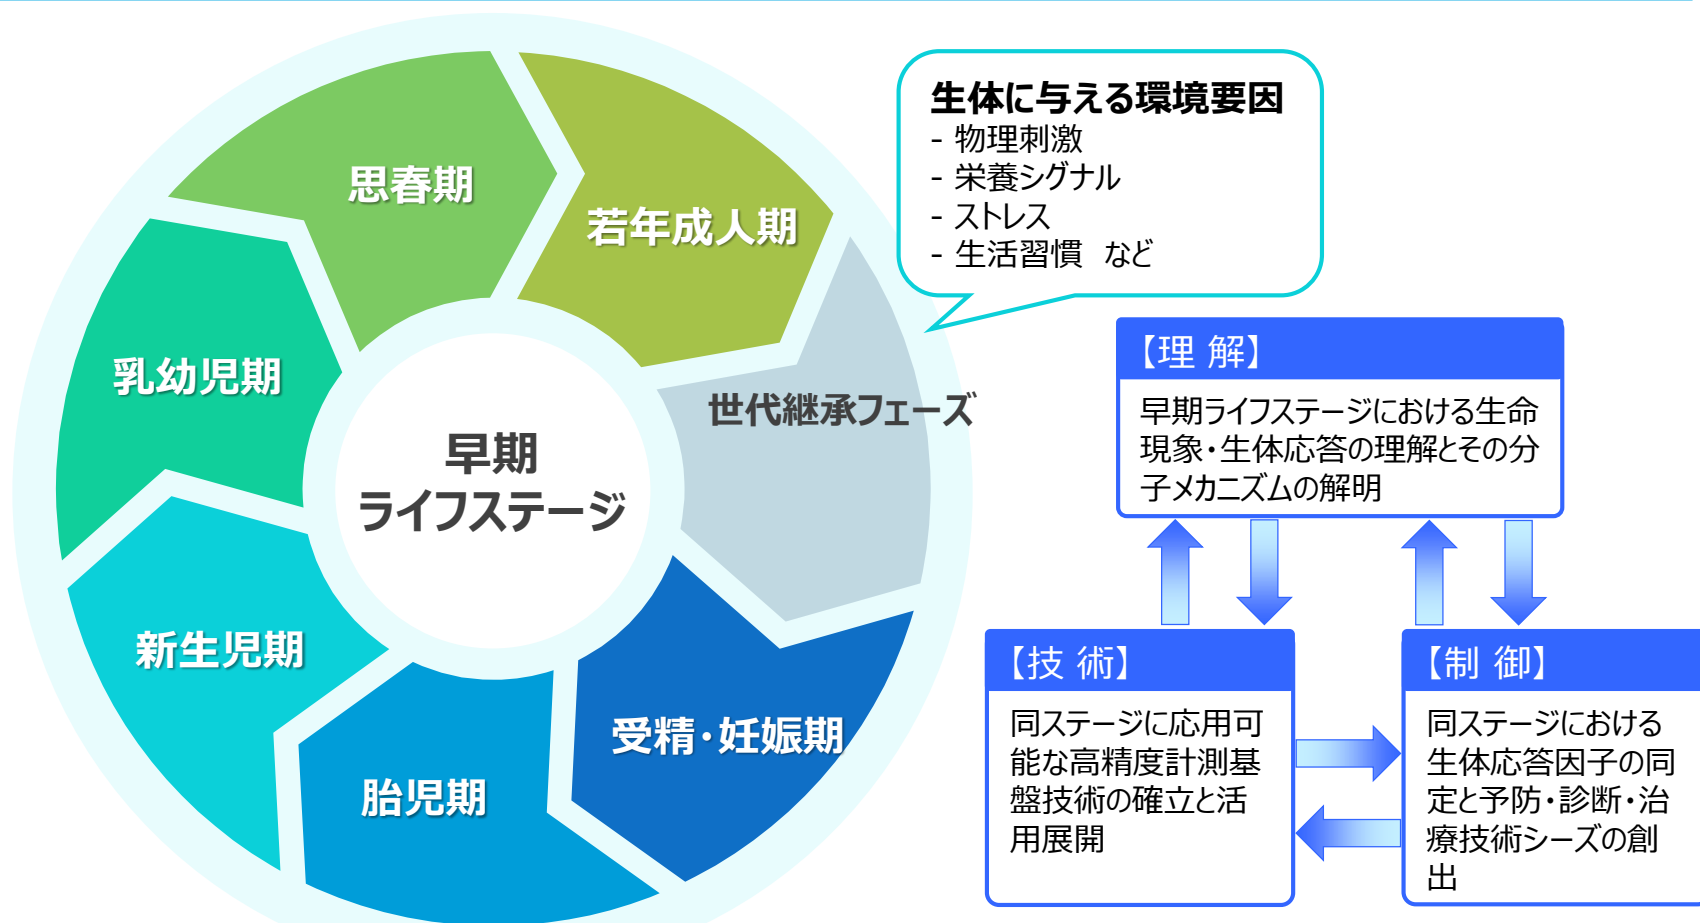 思春期
若年成人期
乳幼児期
世代継承フェーズ
早期
ライフステージ
新生児期
受精・妊娠期
胎児期
生体に与える環境要因
- 物理刺激
- 栄養シグナル
- ストレス
- 生活習慣　など
【理 解】
早期ライフステージにおける生命
現象・生体応答の理解とその分
子メカニズムの解明
【技 術】
同ステージに応用可
能な高精度計測基
盤技術の確立と活
用展開
【制 御】
同ステージにおける
生体応答因子の同
定と予防・診断・治
療技術シーズの創
出